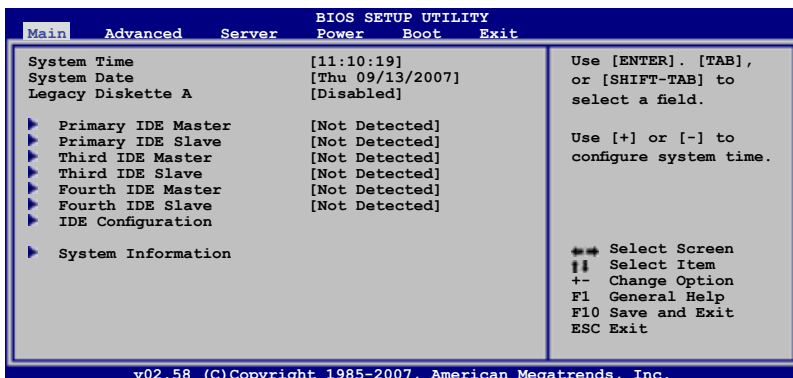 BIOS SETUP UTILITY
Main Advanced Server Power Boot Exit
System Time [11:10:19]
System Date [Thu 09/13/2007]
Legacy Diskette A [Disabled]
Primary IDE Master [Not Detected]
Primary IDE Slave [Not Detected]
Third IDE Master [Not Detected]
Third IDE Slave [Not Detected]
Fourth IDE Master [Not Detected]
Fourth IDE Slave [Not Detected]
IDE Configuration
System Information
Use [ENTER]. [TAB],
or [SHIFT-TAB] to
select a field.
Use [+] or [-] to
configure system time.
Select Screen
Select Item
+- Change Option
F1 General Help
F10 Save and Exit
ESC Exit
v02.58 (C)Copyright 1985-2007, American Megatrends, Inc.